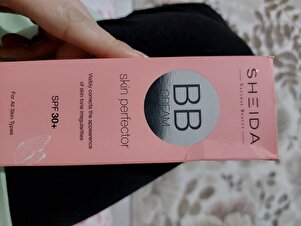 SHEIDA
Natural Beauty
BB
CREAM
skin perfector
Visibly corrects the appearence
of skin tone irregularities
SPF 30+
For All Skin Types